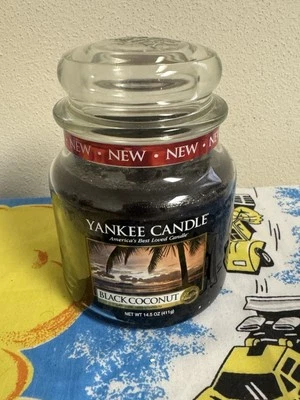 NEW • NEW • NEW
YANKEE CANDLE®
America's Best Loved Candle®
BLACK COCONUT
NET WT 14.5 OZ (411g)